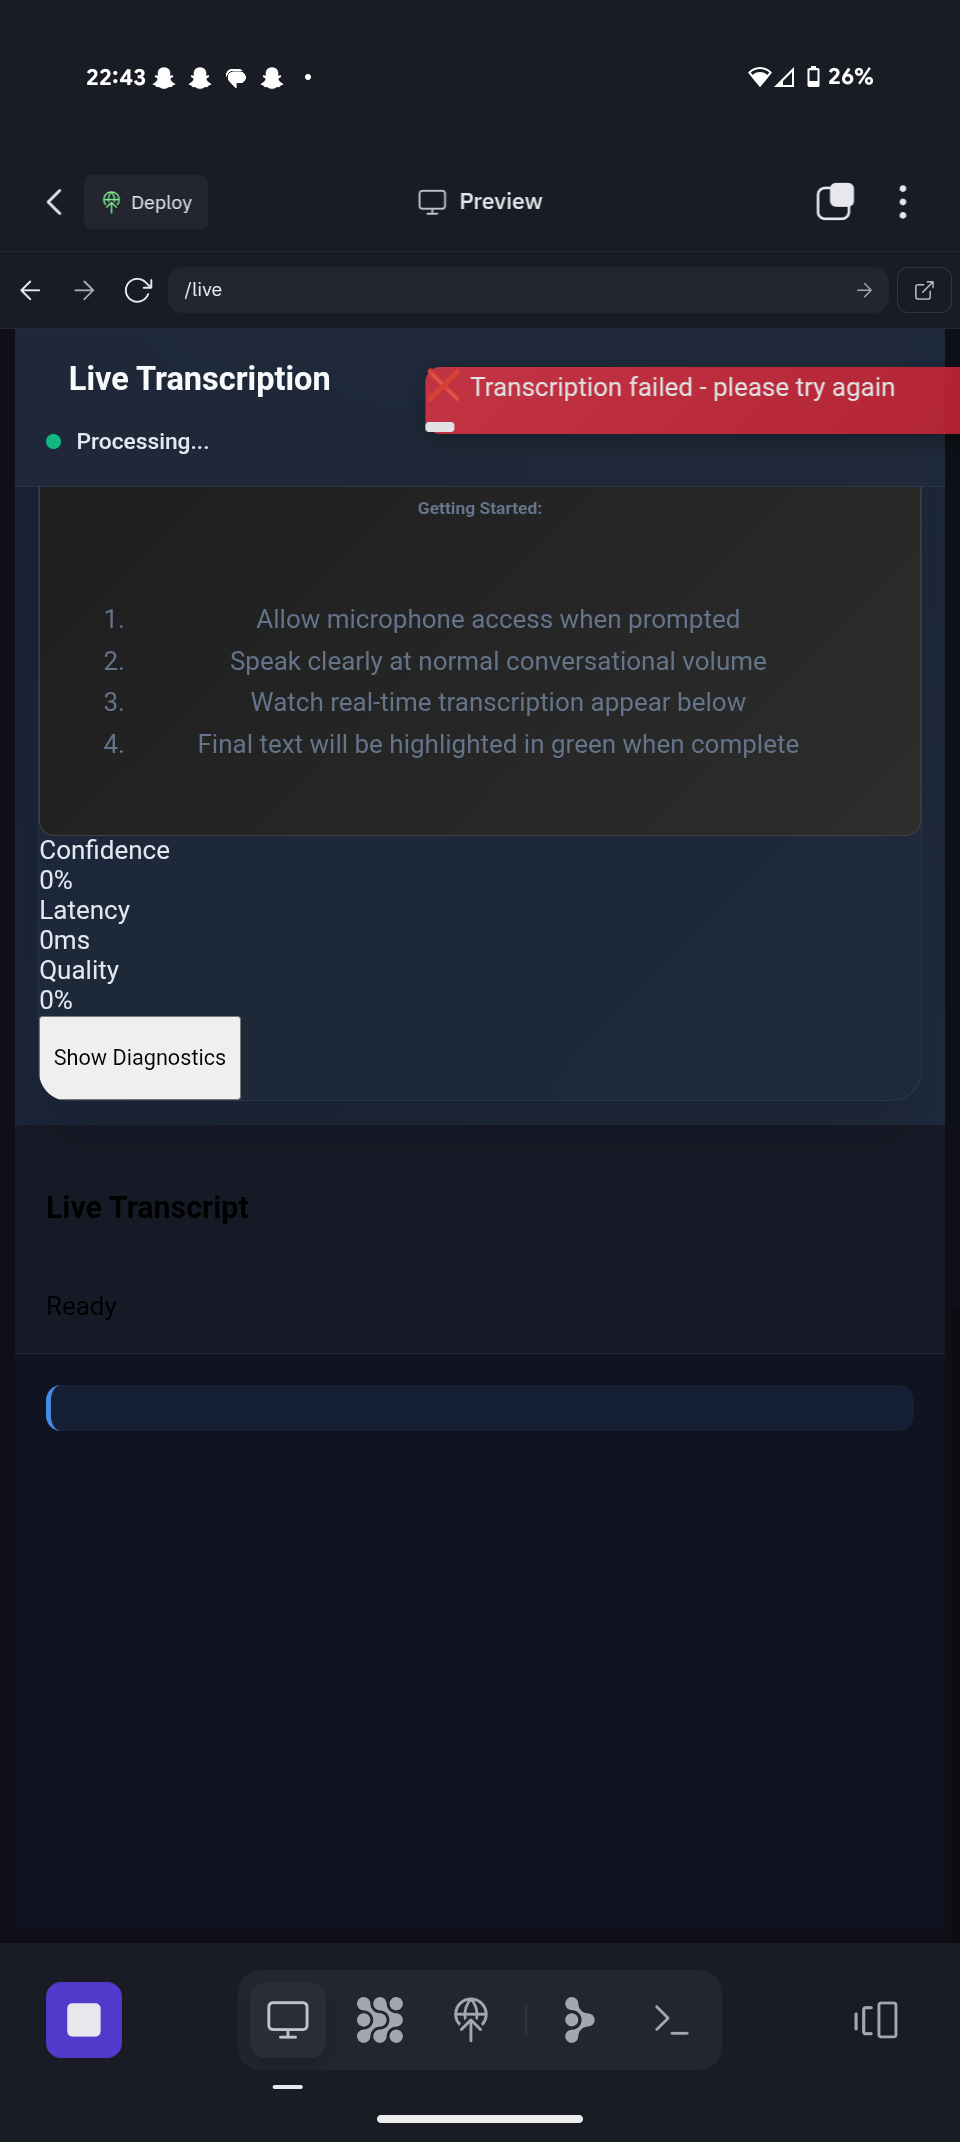 22:43
26%
Deploy
Preview
/live
Live Transcription
❌ Transcription failed - please try again
Processing...
Getting Started:
1. Allow microphone access when prompted
2. Speak clearly at normal conversational volume
3. Watch real-time transcription appear below
4. Final text will be highlighted in green when complete
Confidence
0%
Latency
0ms
Quality
0%
Show Diagnostics
Live Transcript
Ready